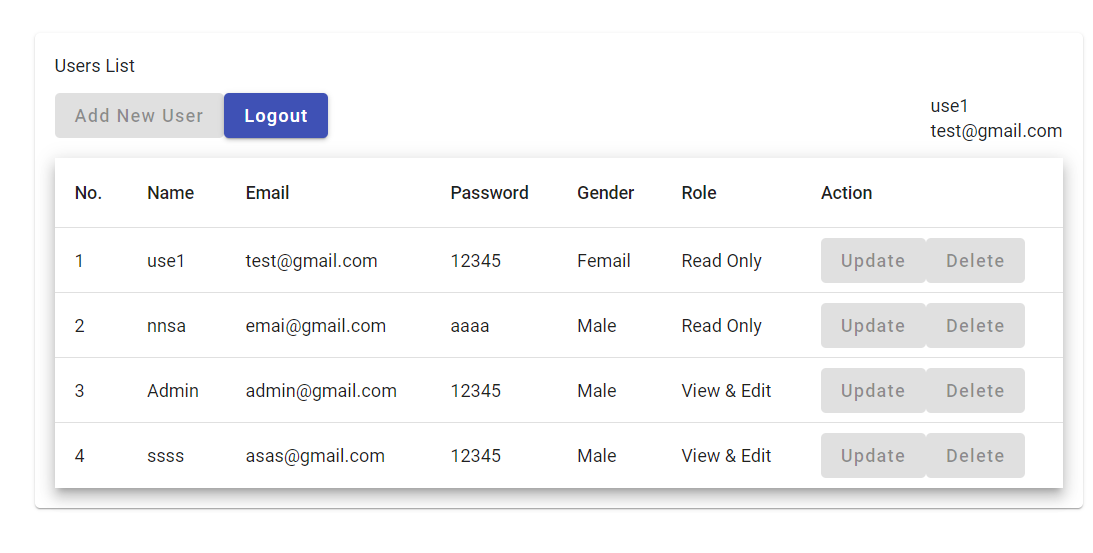 Users List
Add New User Logout
use1
test@gmail.com
No. Name Email Password Gender Role Action
1 use1 test@gmail.com 12345 Femail Read Only Update Delete
2 nnsa emai@gmail.com aaaa Male Read Only Update Delete
3 Admin admin@gmail.com 12345 Male View & Edit Update Delete
4 ssss asas@gmail.com 12345 Male View & Edit Update Delete